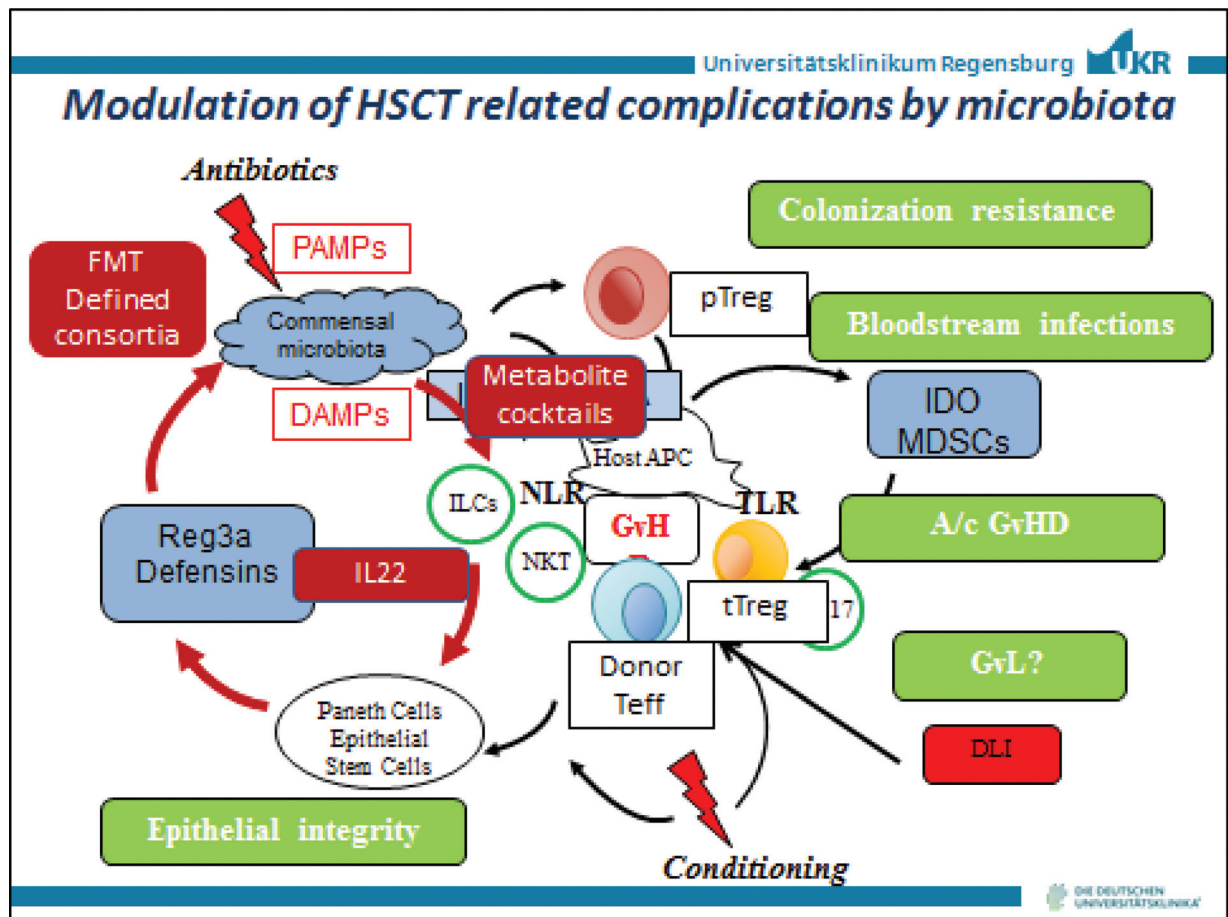 Universitätsklinikum Regensburg UKR
Modulation of HSCT related complications by microbiota
Antibiotics
PAMPs
FMT
Defined
consortia
Commensal
microbiota
DAMPs
Colonization resistance
pTreg
Bloodstream infections
Metabolite
cocktails
IDO
MDSCs
Host APC
ILCs
NLR
TLR
GvH
NKT
A/c GvHD
Reg3a
Defensins
IL22
tTreg
17
Donor
Teff
GvL?
DLI
Paneth Cells
Epithelial
Stem Cells
Epithelial integrity
Conditioning
DIE DEUTSCHEN
UNIVERSITÄTSKLINIKA